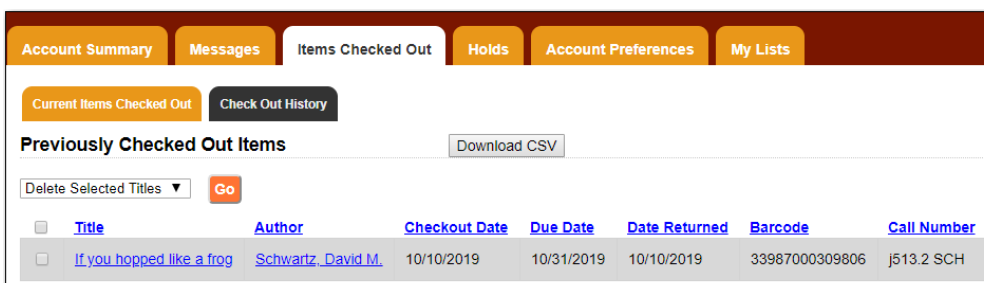 Account Summary Messages Items Checked Out Holds Account Preferences My Lists
Current Items Checked Out Check Out History
Previously Checked Out Items Download CSV
Delete Selected Titles ▼ Go
Title Author Checkout Date Due Date Date Returned Barcode Call Number
If you hopped like a frog Schwartz, David M. 10/10/2019 10/31/2019 10/10/2019 33987000309806 j513.2 SCH